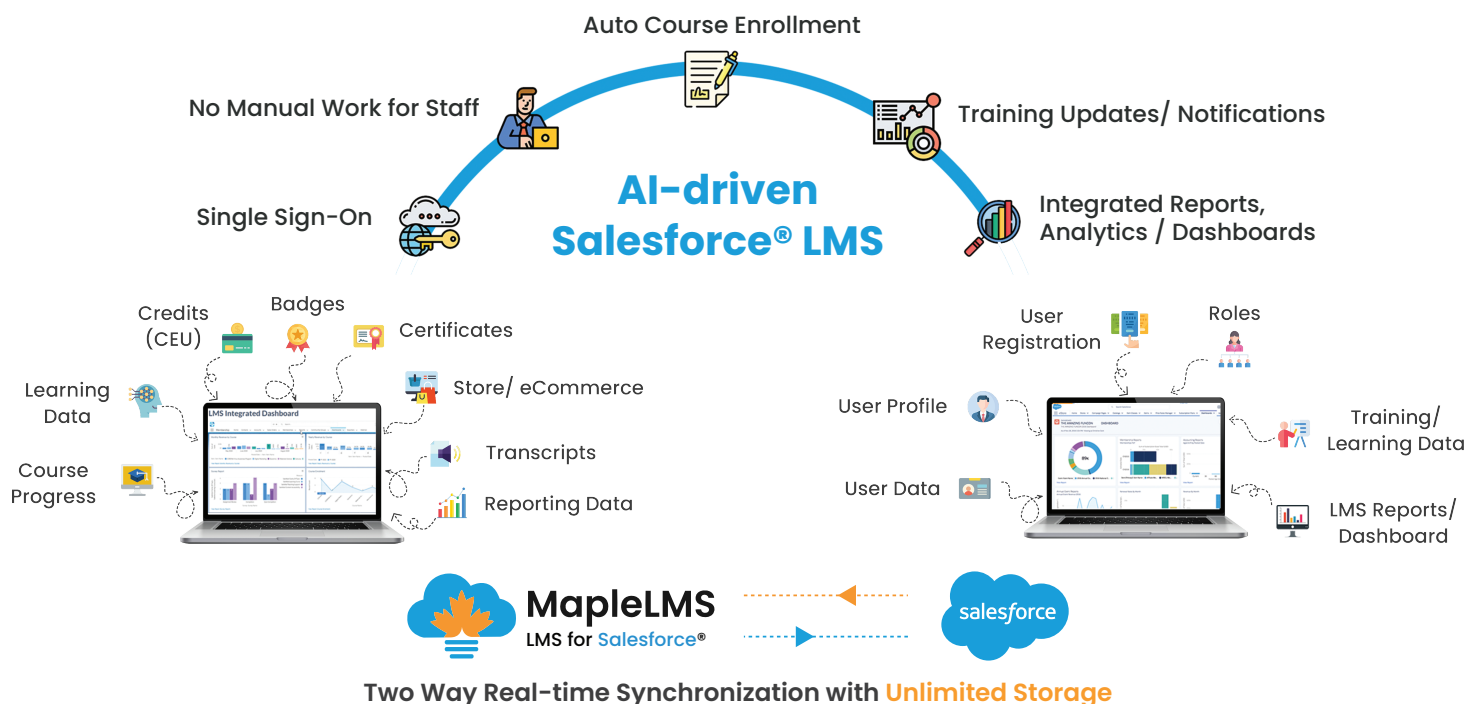 Auto Course Enrollment
No Manual Work for Staff
Training Updates/ Notifications
AI-driven
Salesforce® LMS
Single Sign-On
Integrated Reports,
Analytics / Dashboards
Credits
(CEU)
Badges
Certificates
Learning
Data
Store/ eCommerce
Course
Progress
Transcripts
Reporting Data
LMS Integrated Dashboard
User
Registration
Roles
User Profile
Training/
Learning Data
User Data
LMS Reports/
Dashboard
MapleLMS
LMS for Salesforce®
salesforce
Two Way Real-time Synchronization with Unlimited Storage